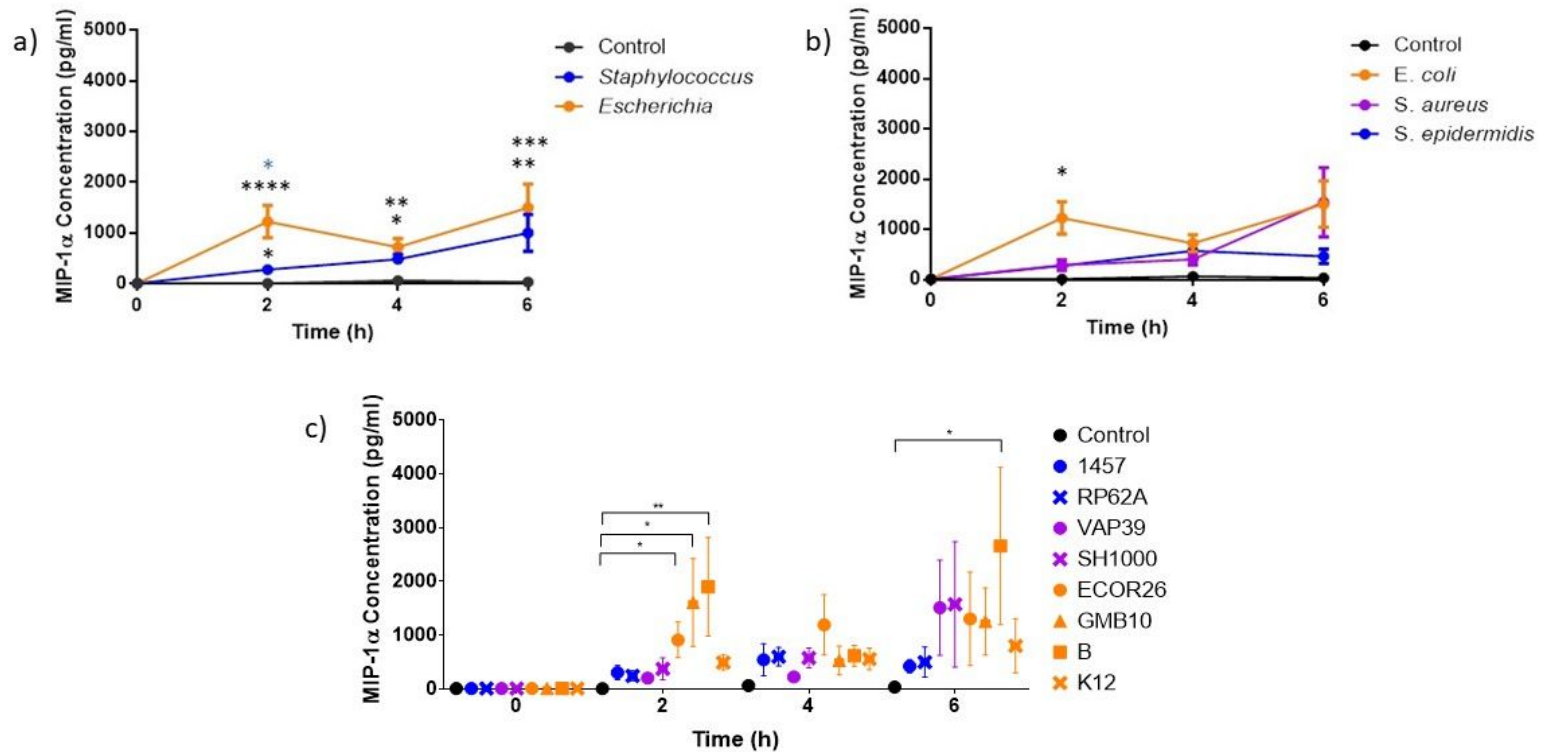 a)
MIP-1α Concentration (pg/ml)
5000
4000
3000
2000
1000
0
*
****
*
**
*
***
**
0 2 4 6
Time (h)
Control
Staphylococcus
Escherichia
b)
MIP-1α Concentration (pg/ml)
5000
4000
3000
2000
1000
0
*
0 2 4 6
Time (h)
Control
E. coli
S. aureus
S. epidermidis
c)
MIP-1α Concentration (pg/ml)
5000
4000
3000
2000
1000
0
**
*
*
*
0 2 4 6
Time (h)
Control
1457
RP62A
VAP39
SH1000
ECOR26
GMB10
B
K12